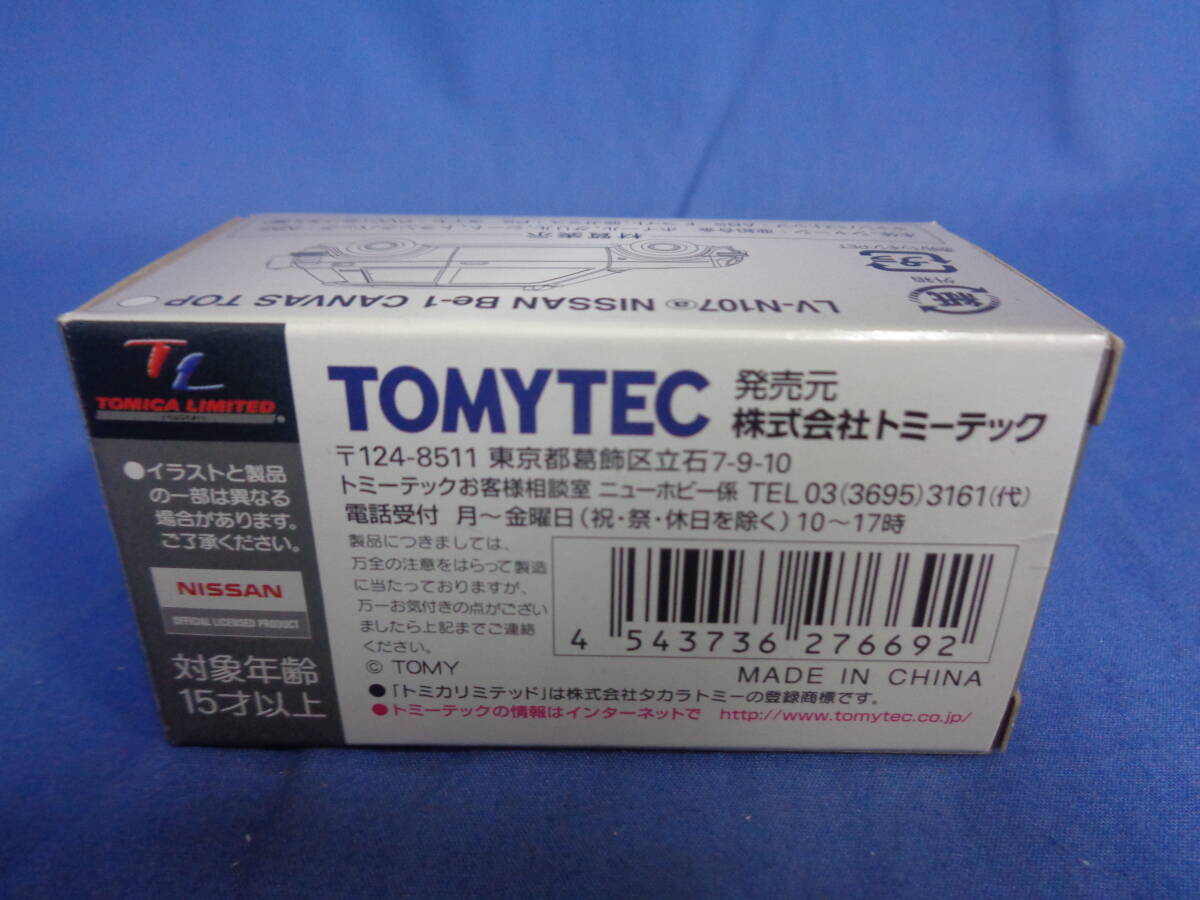 LV-N107ⓐ NISSAN Be-1 CANVAS TOP
材質表示
外箱
紙
プラ
TL
TOMICA LIMITED
●イラストと製品
の一部は異なる
場合があります。
ご了承ください。
NISSAN
OFFICIAL LICENSED PRODUCT
対象年齢
15才以上
TOMYTEC
発売元
株式会社トミーテック
〒124-8511 東京都葛飾区立石7-9-10
トミーテックお客様相談室 ニューホビー係 TEL 03(3695)3161(代)
電話受付 月～金曜日(祝・祭・休日を除く)10～17時
製品につきましては、
万全の注意をはらって製造
に当たっておりますが、
万一お気付きの点がござい
ましたら上記までご連絡
ください。
© TOMY
4 543736 276692
MADE IN CHINA
●「トミカリミテッド」は株式会社タカラトミーの登録商標です。
●トミーテックの情報はインターネットで http://www.tomytec.co.jp/